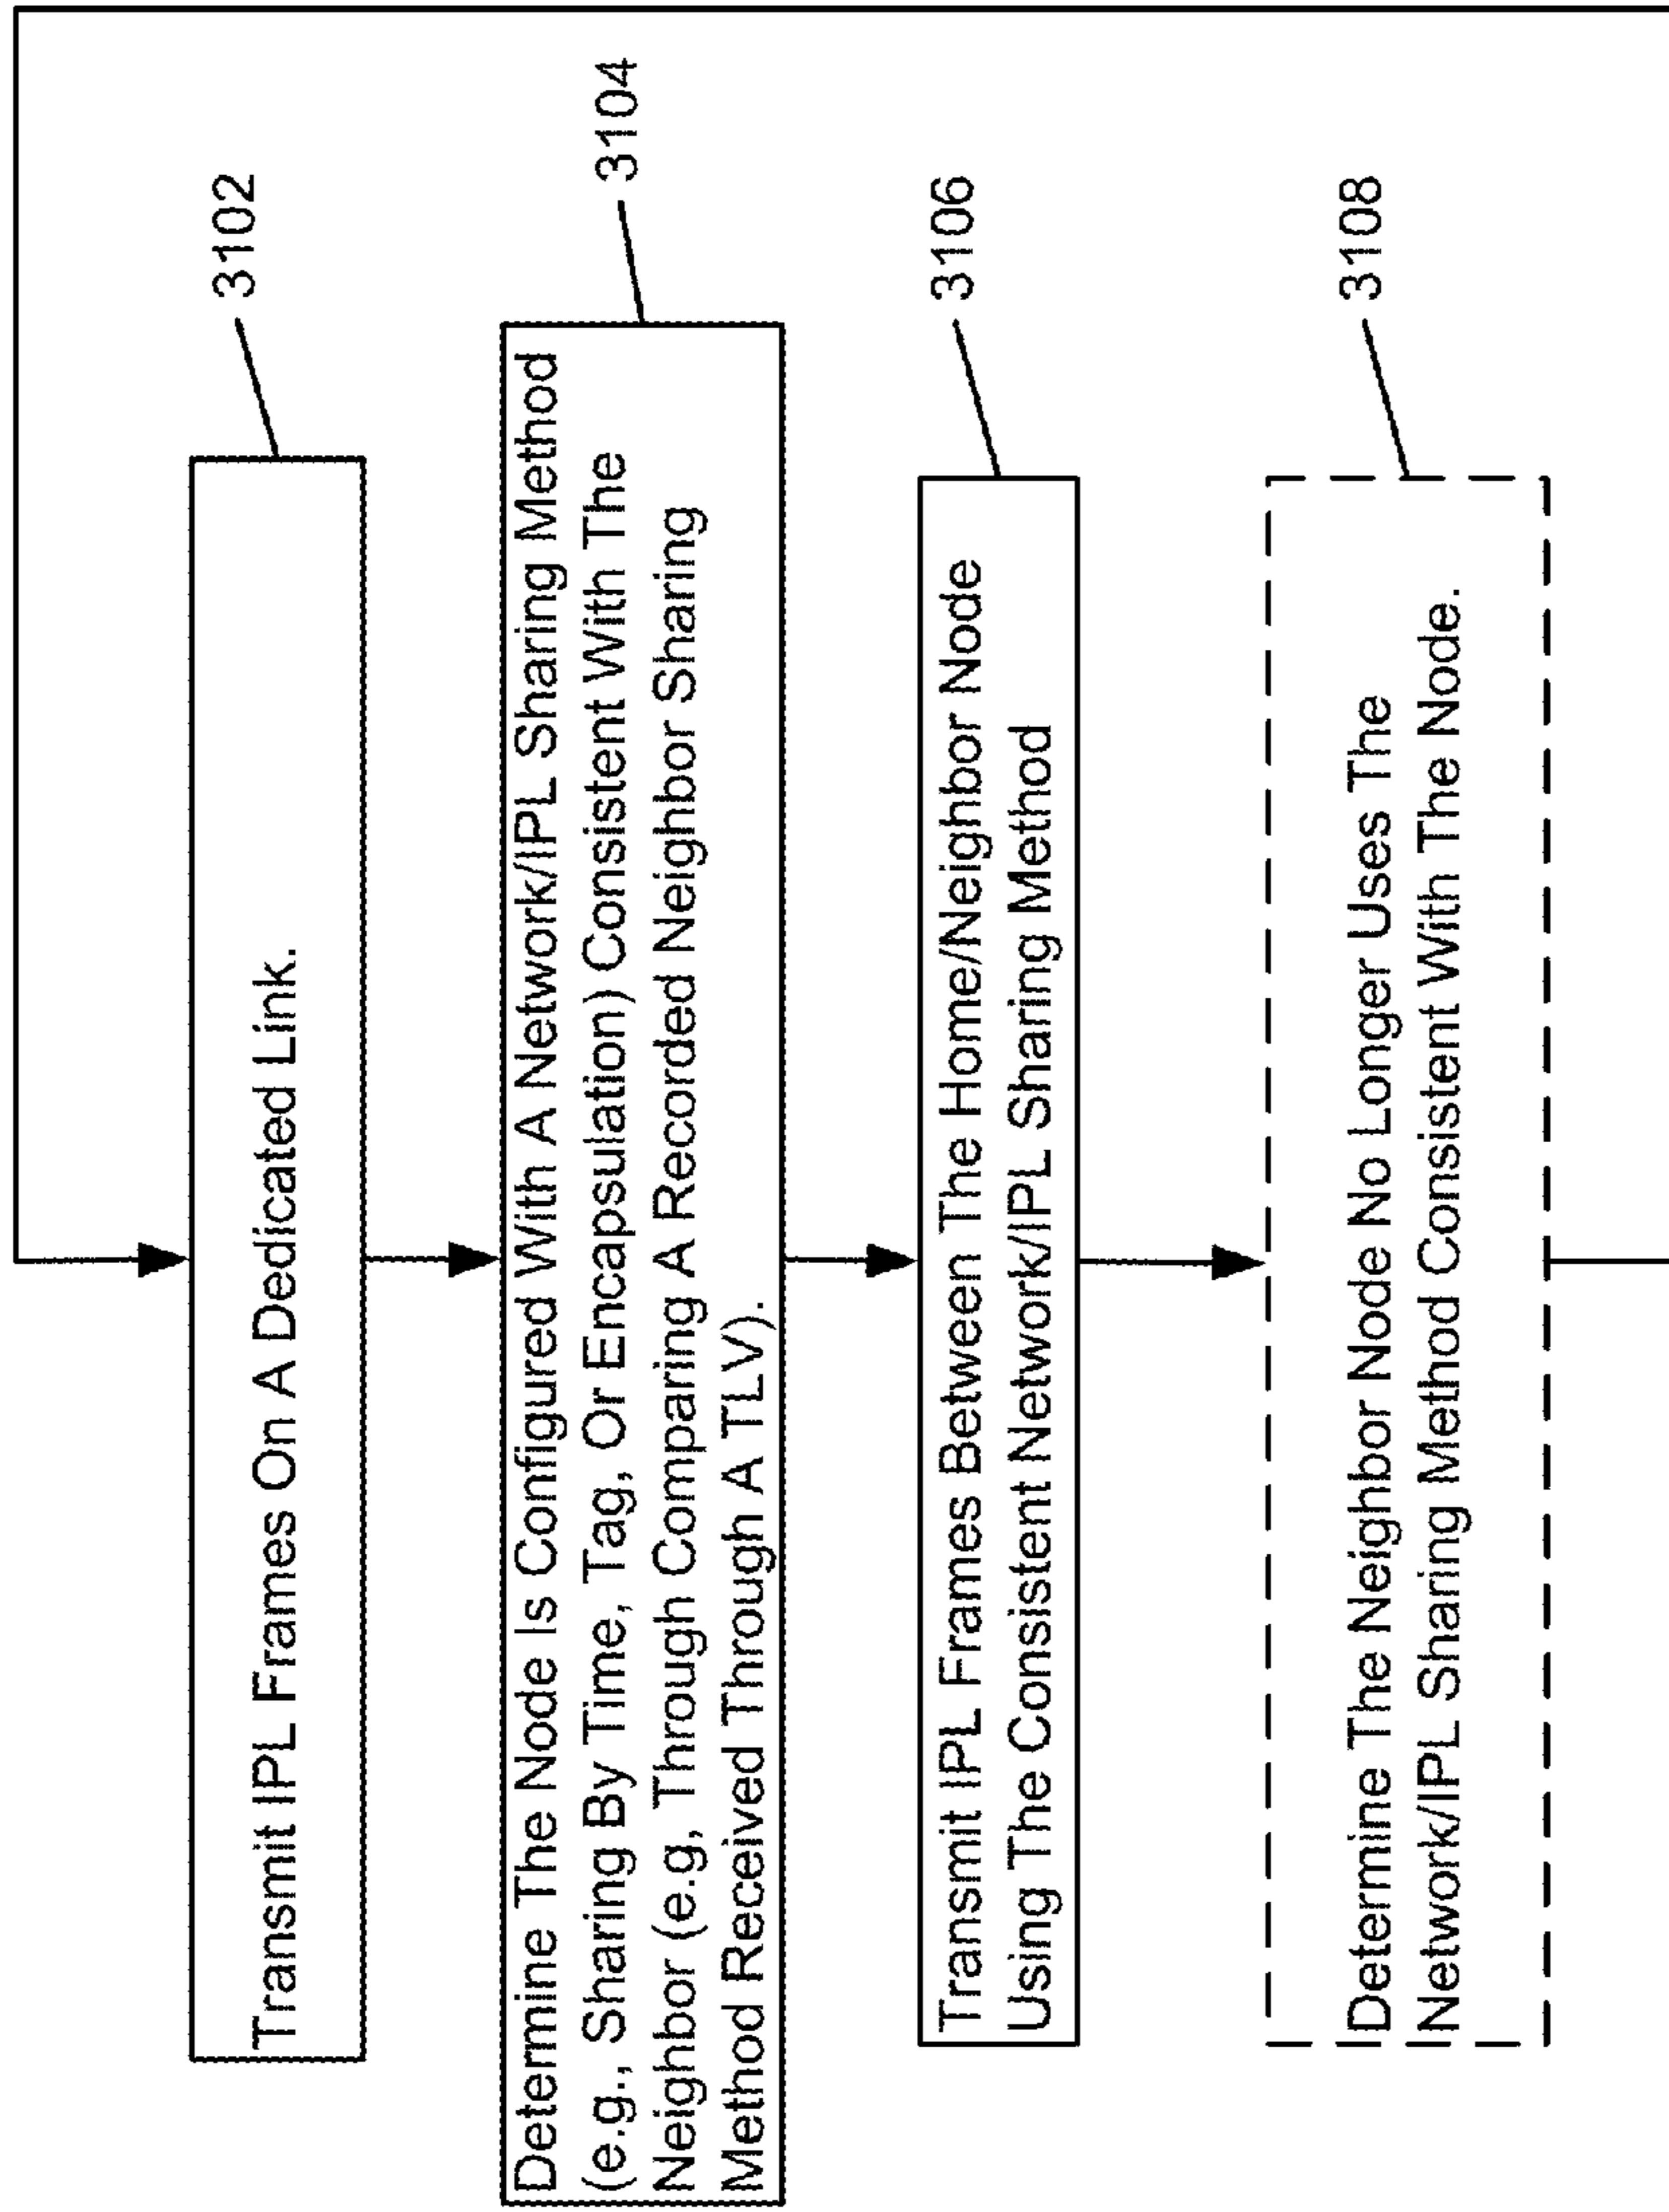 Transmit IPL Frames On A Dedicated Link.
3102
Determine The Node Is Configured With A Network/IPL Sharing Method
(e.g., Sharing By Time, Tag, Or Encapsulation) Consistent With The
Neighbor (e.g, Through Comparing A Recorded Neighbor Sharing
Method Received Through A TLV).
3104
Transmit IPL Frames Between The Home/Neighbor Node
Using The Consistent Network/IPL Sharing Method
3106
Determine The Neighbor Node No Longer Uses The
Network/IPL Sharing Method Consistent With The Node.
3108